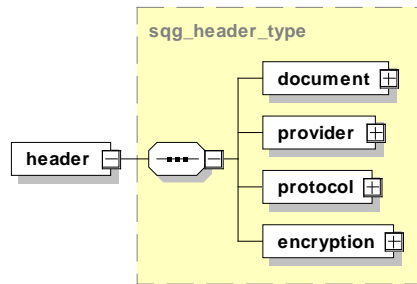 sqg_header_type
document
provider
header
protocol
encryption